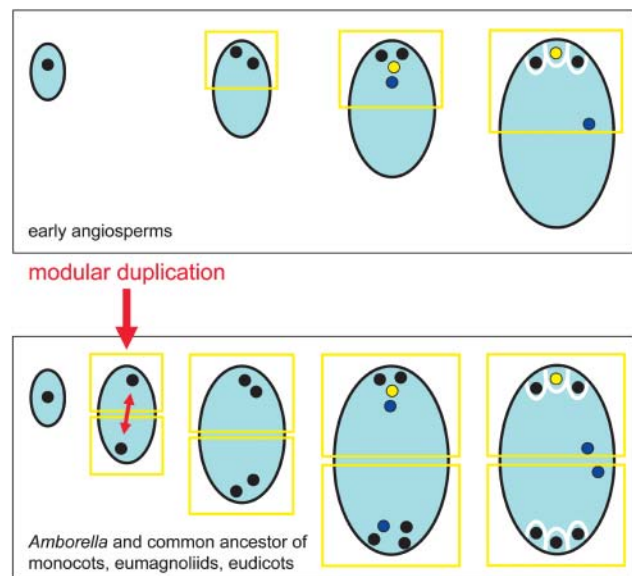 early angiosperms
modular duplication
Amborella and common ancestor of
monocots, eumagnoliids, eudicots